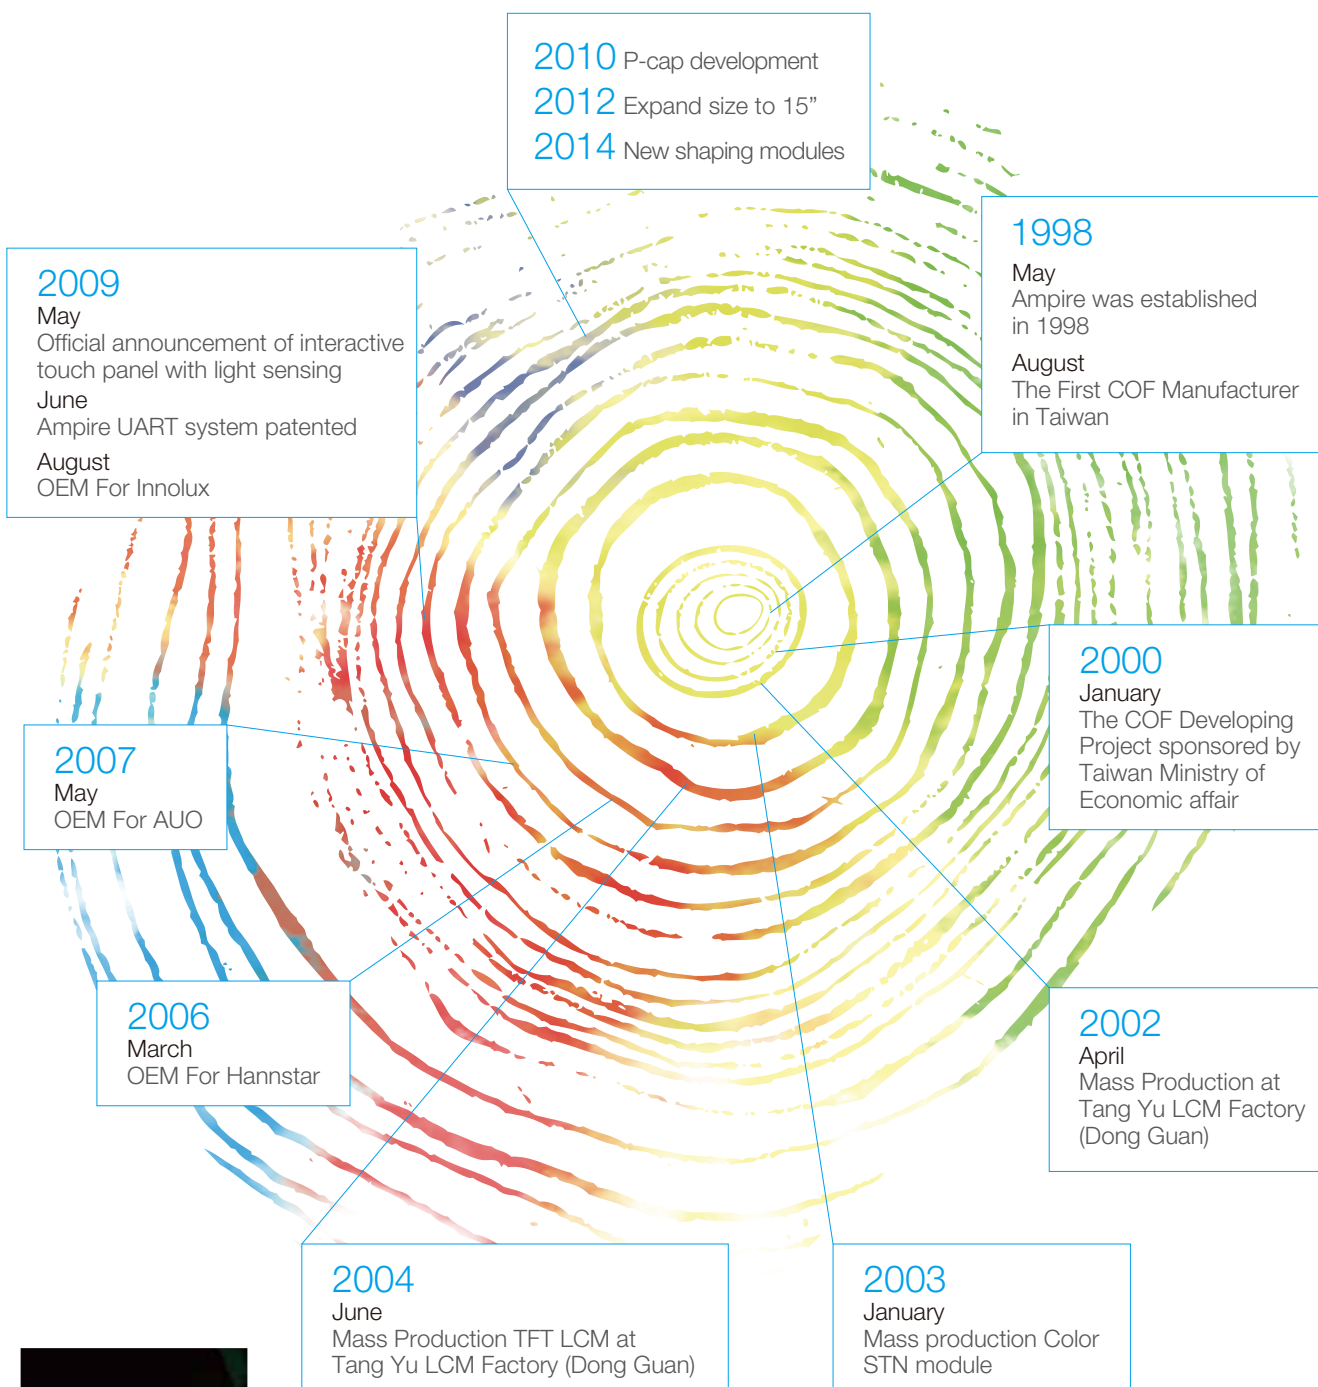 2010 P-cap development
2012 Expand size to 15”
2014 New shaping modules
1998
May
Ampire was established
in 1998
August
The First COF Manufacturer
in Taiwan
2009
May
Official announcement of interactive
touch panel with light sensing
June
Ampire UART system patented
August
OEM For Innolux
2000
January
The COF Developing
Project sponsored by
Taiwan Ministry of
Economic affair
2007
May
OEM For AUO
2006
March
OEM For Hannstar
2002
April
Mass Production at
Tang Yu LCM Factory
(Dong Guan)
2004
June
Mass Production TFT LCM at
Tang Yu LCM Factory (Dong Guan)
2003
January
Mass production Color
STN module